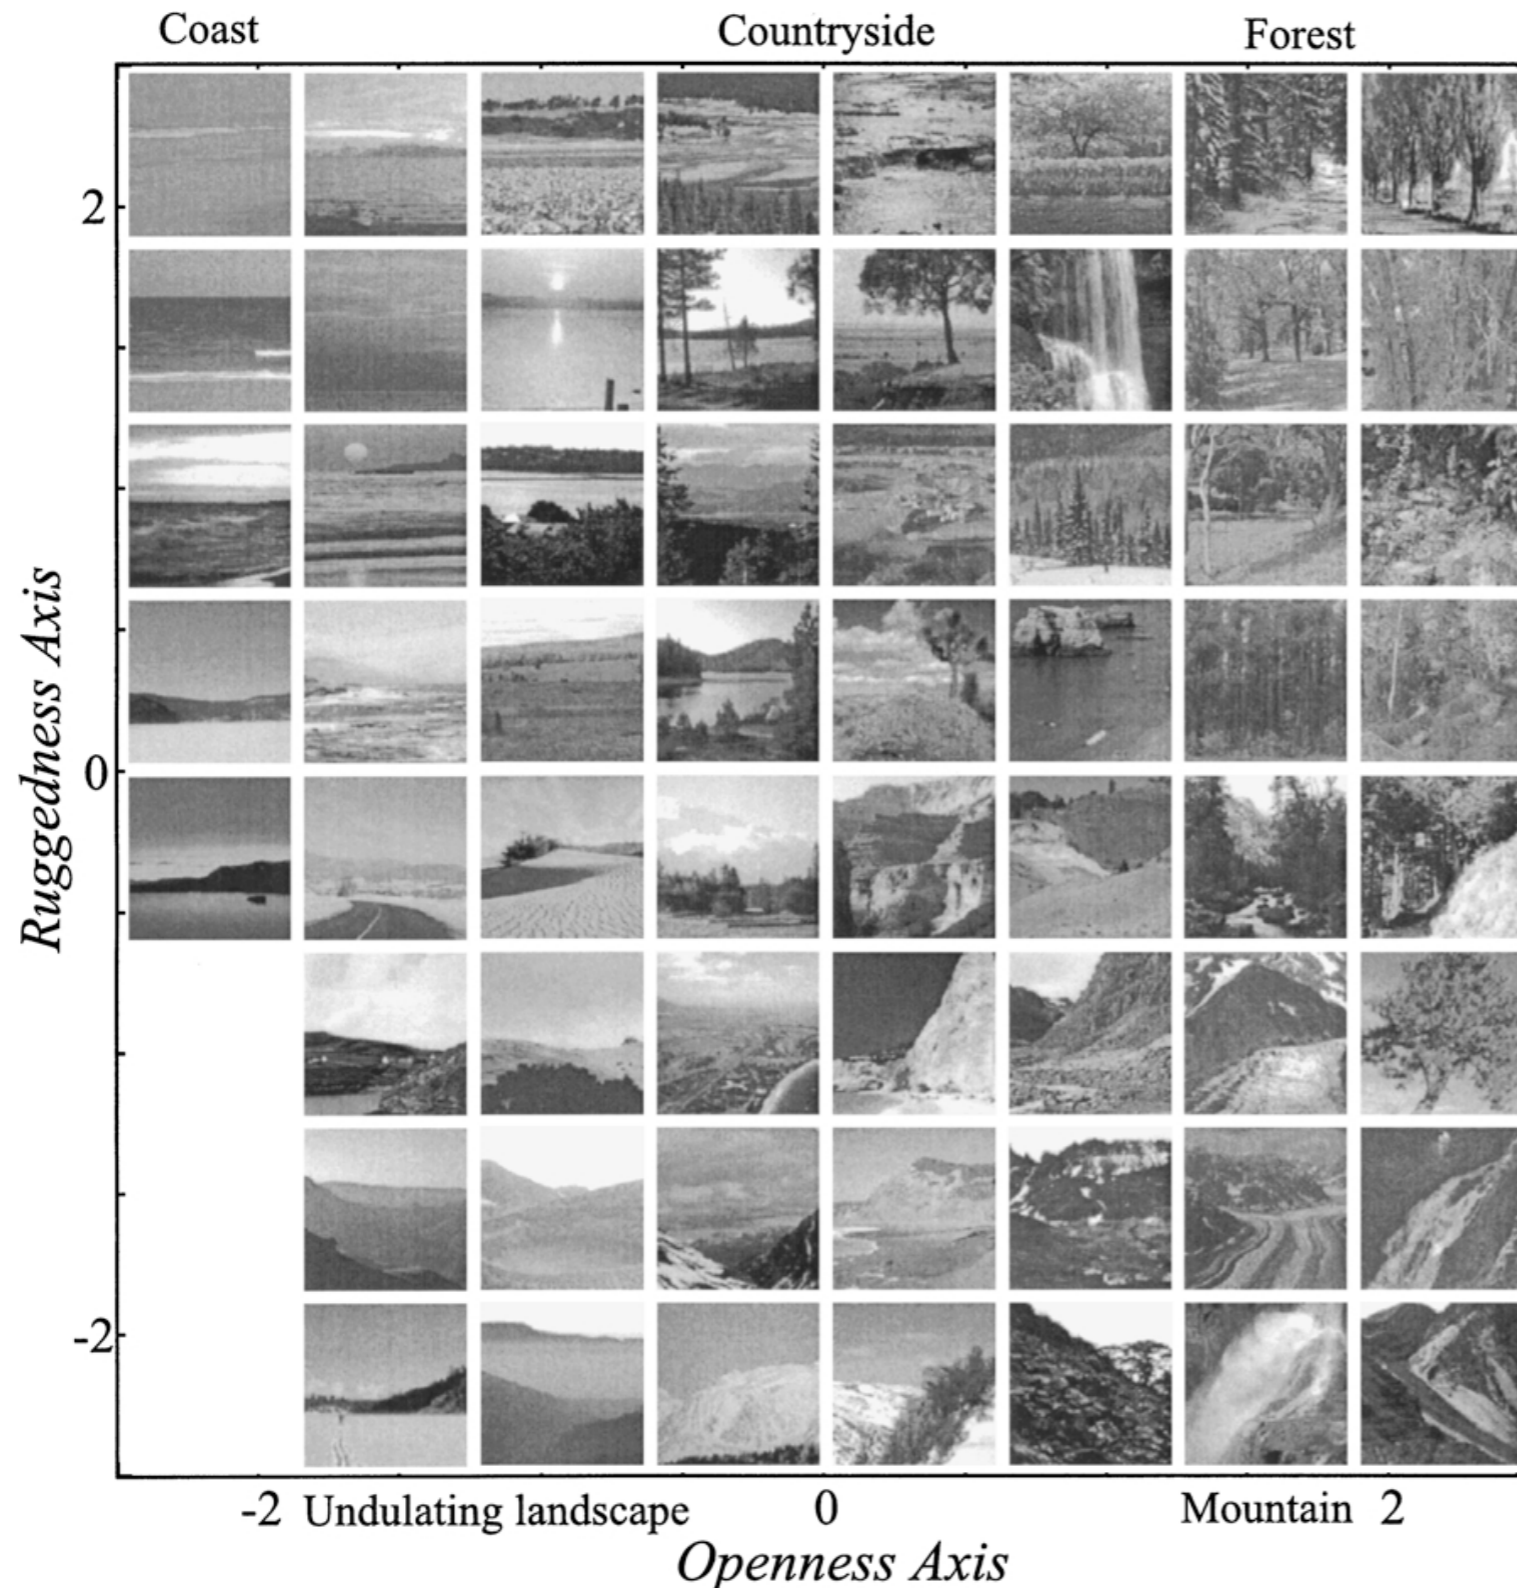 Coast Countryside Forest
2
0
-2
Ruggedness Axis
-2 Undulating landscape 0 Mountain 2
Openness Axis